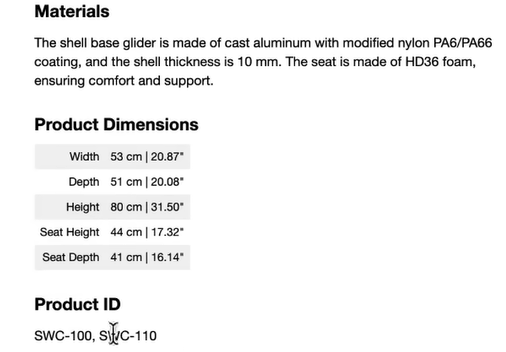 Materials
The shell base glider is made of cast aluminum with modified nylon PA6/PA66
coating, and the shell thickness is 10 mm. The seat is made of HD36 foam,
ensuring comfort and support.
Product Dimensions
Width 53 cm | 20.87"
Depth 51 cm | 20.08"
Height 80 cm | 31.50"
Seat Height 44 cm | 17.32"
Seat Depth 41 cm | 16.14"
Product ID
SWC-100, SWC-110